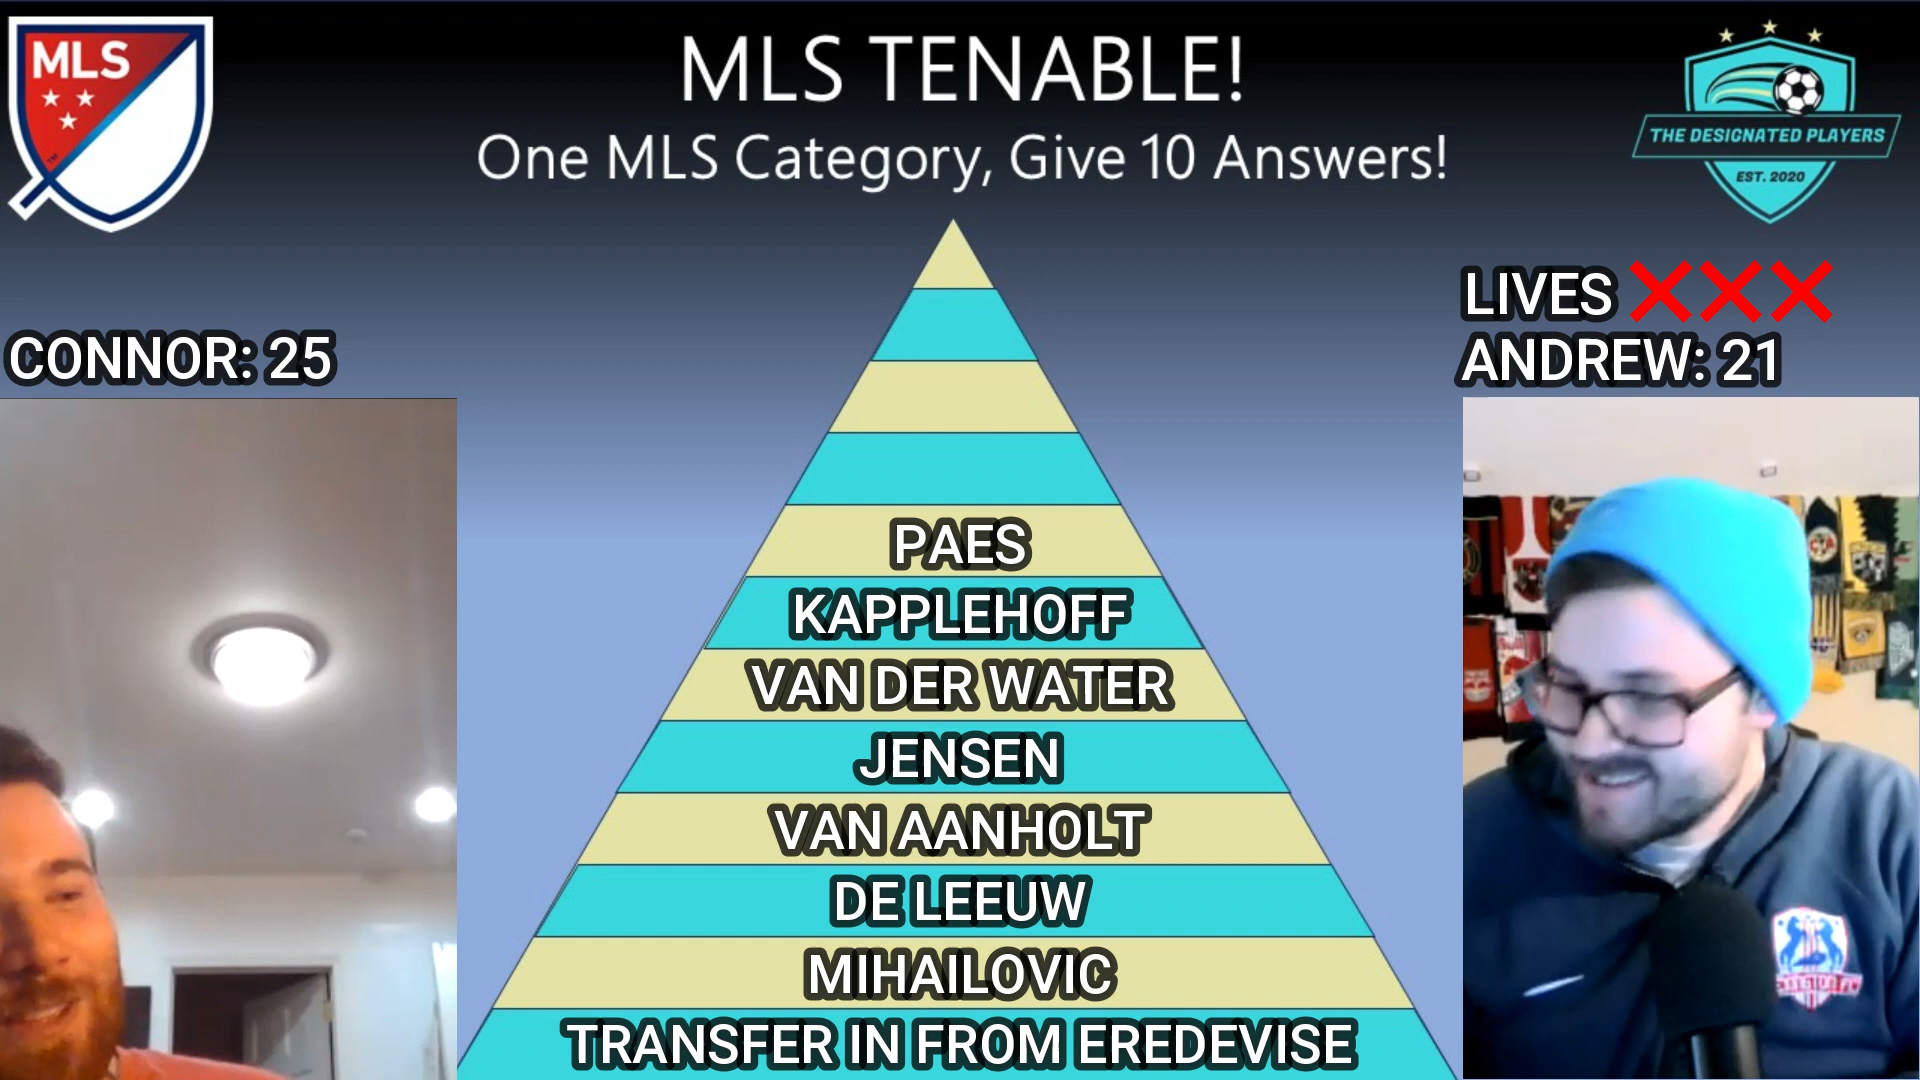 MLS
MLS TENABLE!
One MLS Category, Give 10 Answers!
THE DESIGNATED PLAYERS
EST. 2020
LIVES ❌❌❌
CONNOR: 25
ANDREW: 21
PAES
KAPPLEHOFF
VAN DER WATER
JENSEN
VAN AANHOLT
DE LEEUW
MIHAILOVIC
TRANSFER IN FROM EREDEVISE